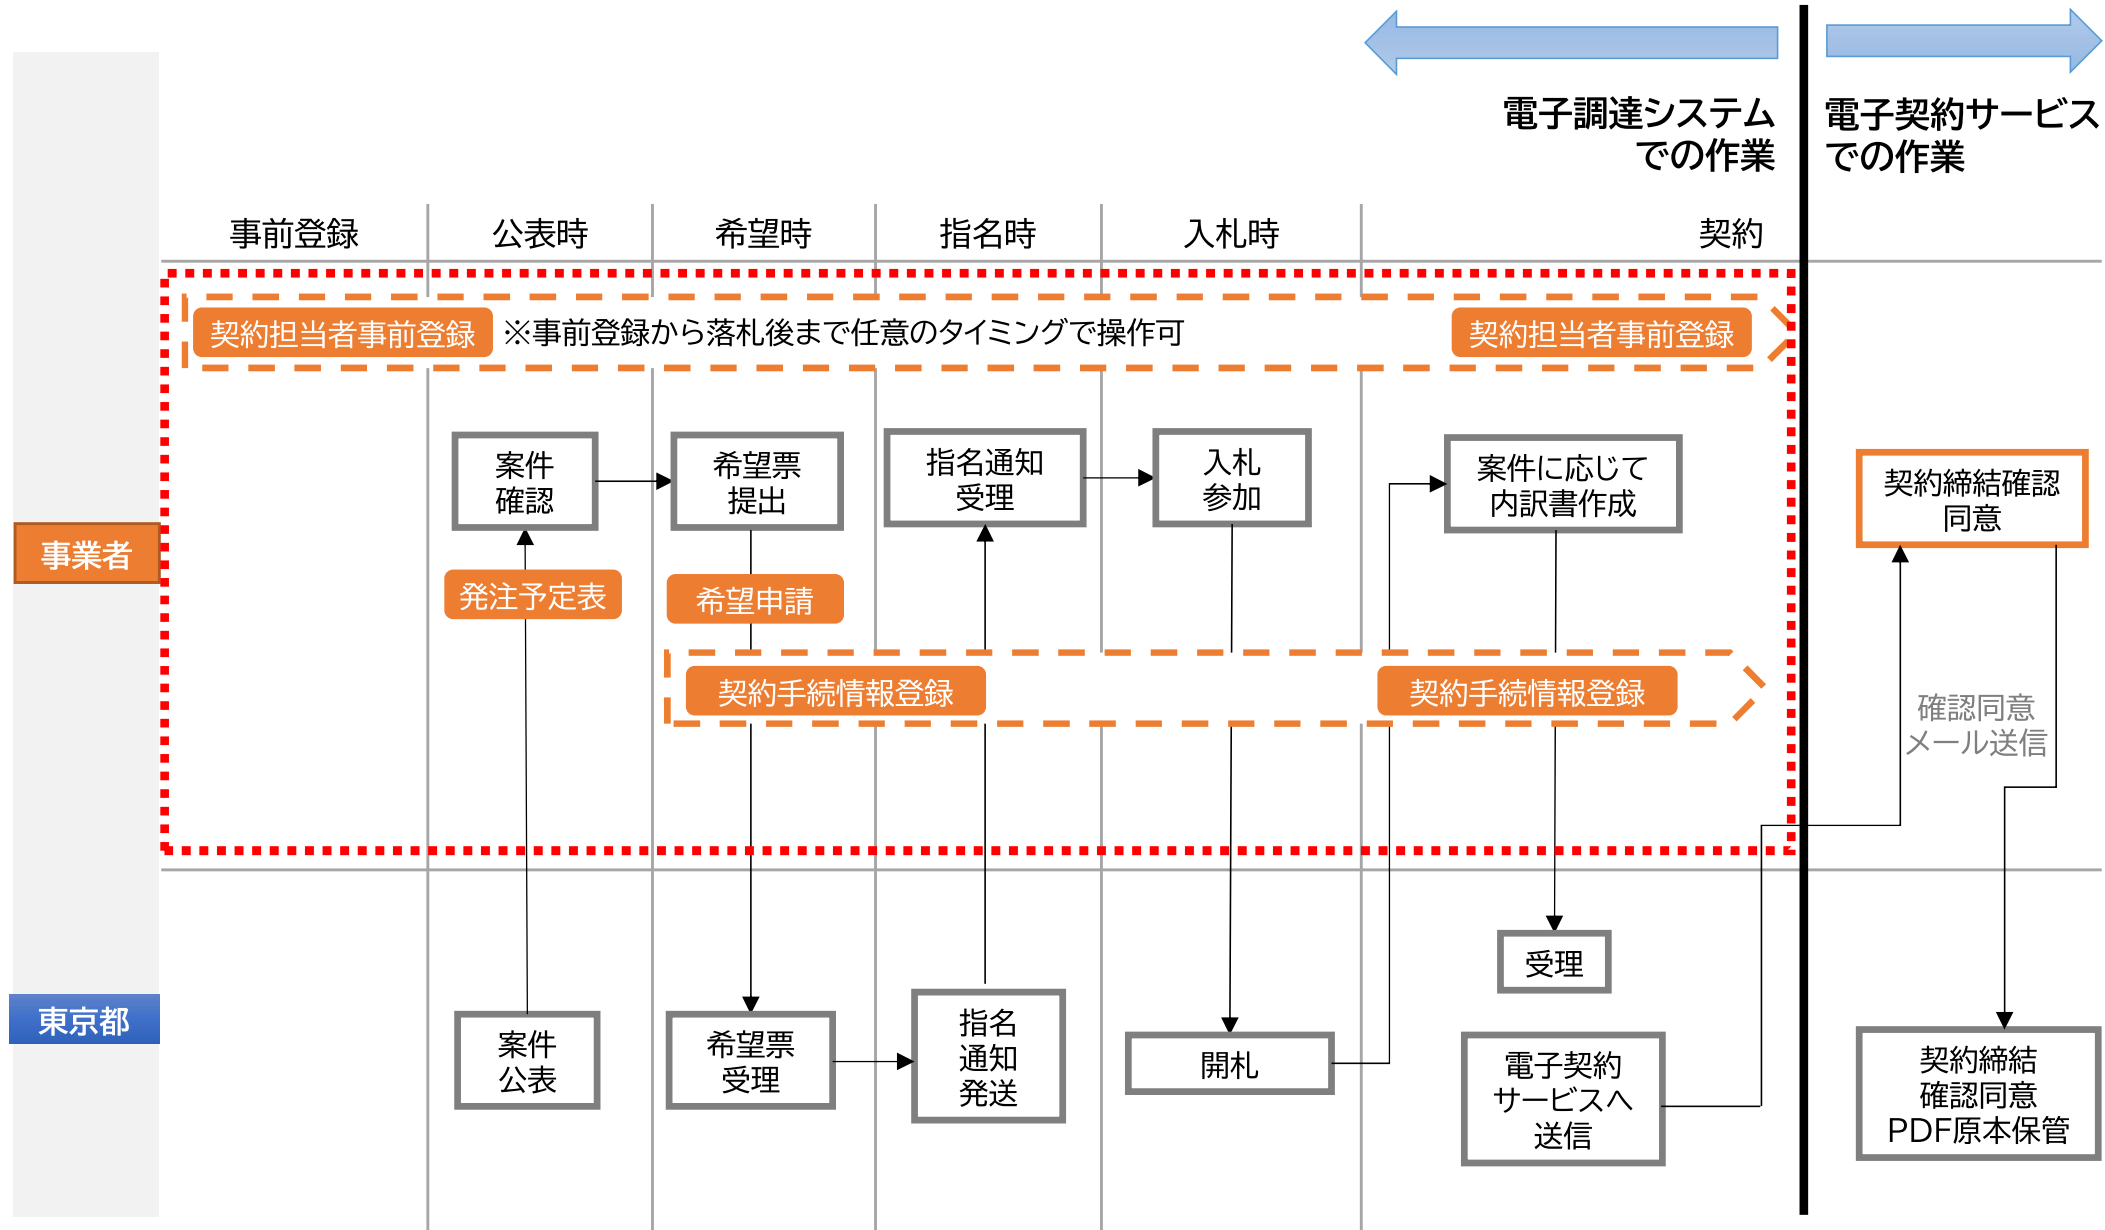 電子調達システム
での作業
電子契約サービス
での作業
事前登録
公表時
希望時
指名時
入札時
契約
契約担当者事前登録
※事前登録から落札後まで任意のタイミングで操作可
契約担当者事前登録
事業者
案件
確認
希望票
提出
指名通知
受理
入札
参加
案件に応じて
内訳書作成
契約締結確認
同意
発注予定表
希望申請
契約手続情報登録
契約手続情報登録
確認同意
メール送信
東京都
案件
公表
希望票
受理
指名
通知
発送
開札
受理
電子契約
サービスへ
送信
契約締結
確認同意
PDF原本保管